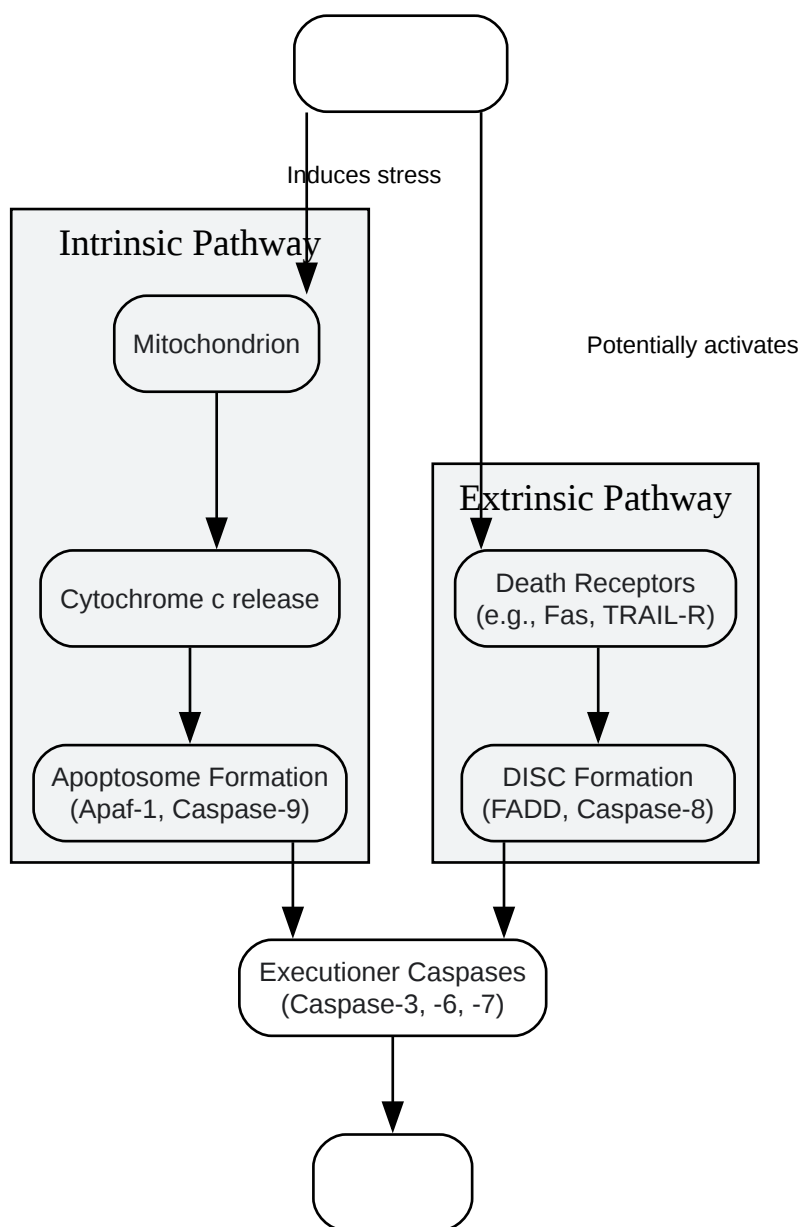 Induces stress
Intrinsic Pathway
Mitochondrion
Potentially activates
Extrinsic Pathway
Cytochrome c release
Death Receptors
(e.g., Fas, TRAIL-R)
Apoptosome Formation
(Apaf-1, Caspase-9)
DISC Formation
(FADD, Caspase-8)
Executioner Caspases
(Caspase-3, -6, -7)